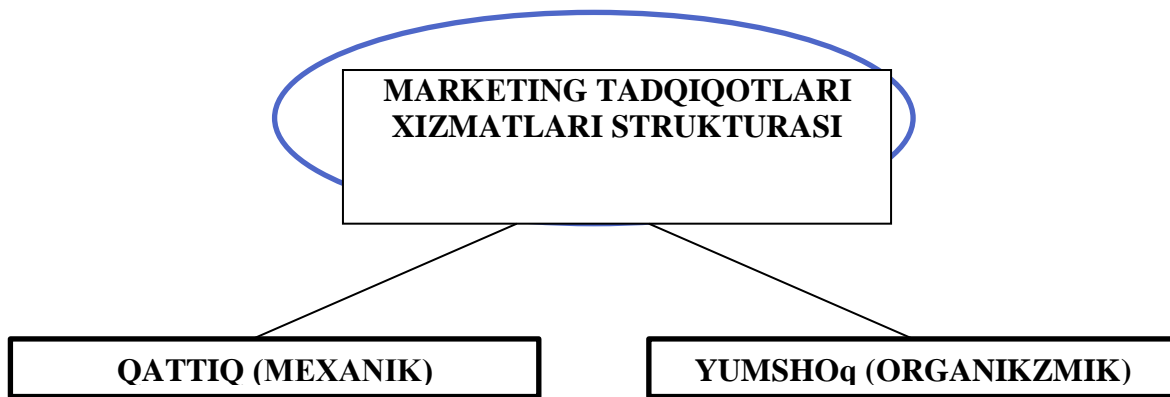 MARKETING TADQIQOTLARI
XIZMATLARI STRUKTURASI
QATTIQ (MEXANIK)
YUMSHOq (ORGANIKZMIK)